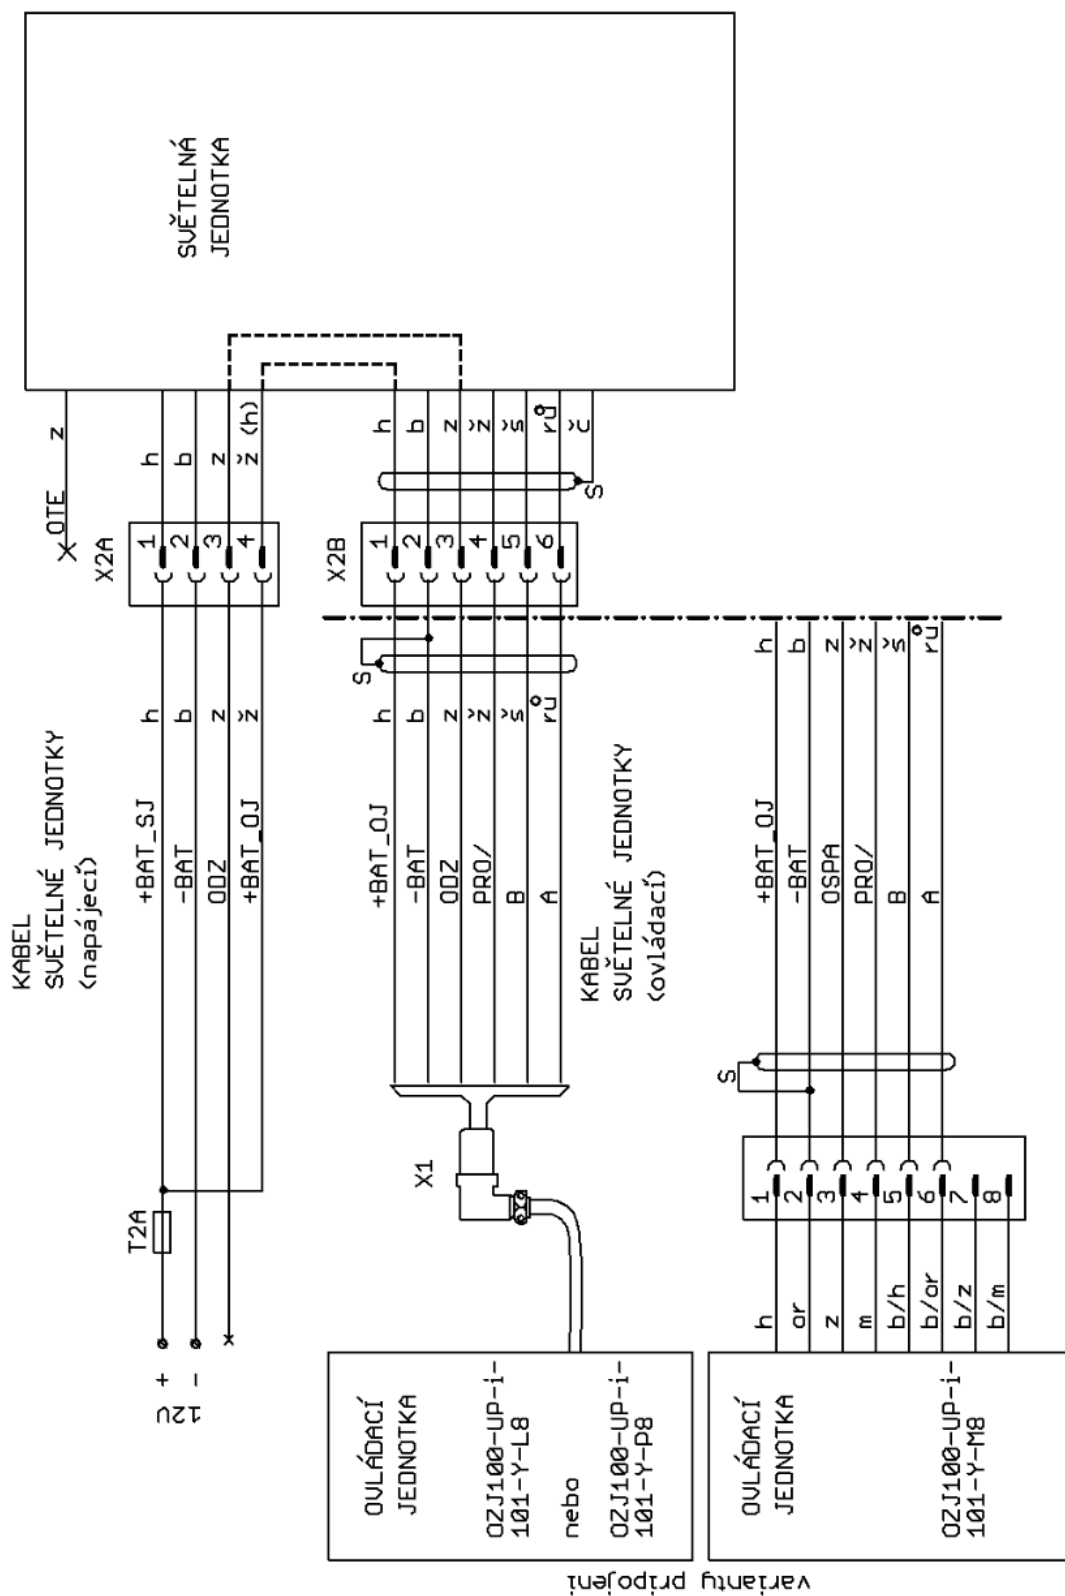 SVĚTELNÁ
JEDNOTKA
OTE
z
X2A
1
2
3
4
h
b
z
ž (h)
X2B
1
2
3
4
5
6
h
b
z
ž
š
rů
č
S
KABEL
SVĚTELNÉ JEDNOTKY
(napájecí)
+BAT_SJ
-BAT
ODZ
+BAT_OJ
h
b
z
ž
T2A
12V
+
-
S
h
b
z
ž
š
rů
+BAT_OJ
-BAT
ODZ
PRO/
B
A
KABEL
SVĚTELNÉ JEDNOTKY
(ovládací)
X1
h
b
z
ž
š
rů
+BAT_OJ
-BAT
OSPA
PRO/
B
A
S
1
2
3
4
5
6
7
8
h
or
z
m
b/h
b/or
b/z
b/m
OVLÁDACÍ
JEDNOTKA
OZJ100-UP-i-
101-Y-L8
nebo
OZJ100-UP-i-
101-Y-P8
OVLÁDACÍ
JEDNOTKA
OZJ100-UP-i-
101-Y-M8
varianty pripojeni